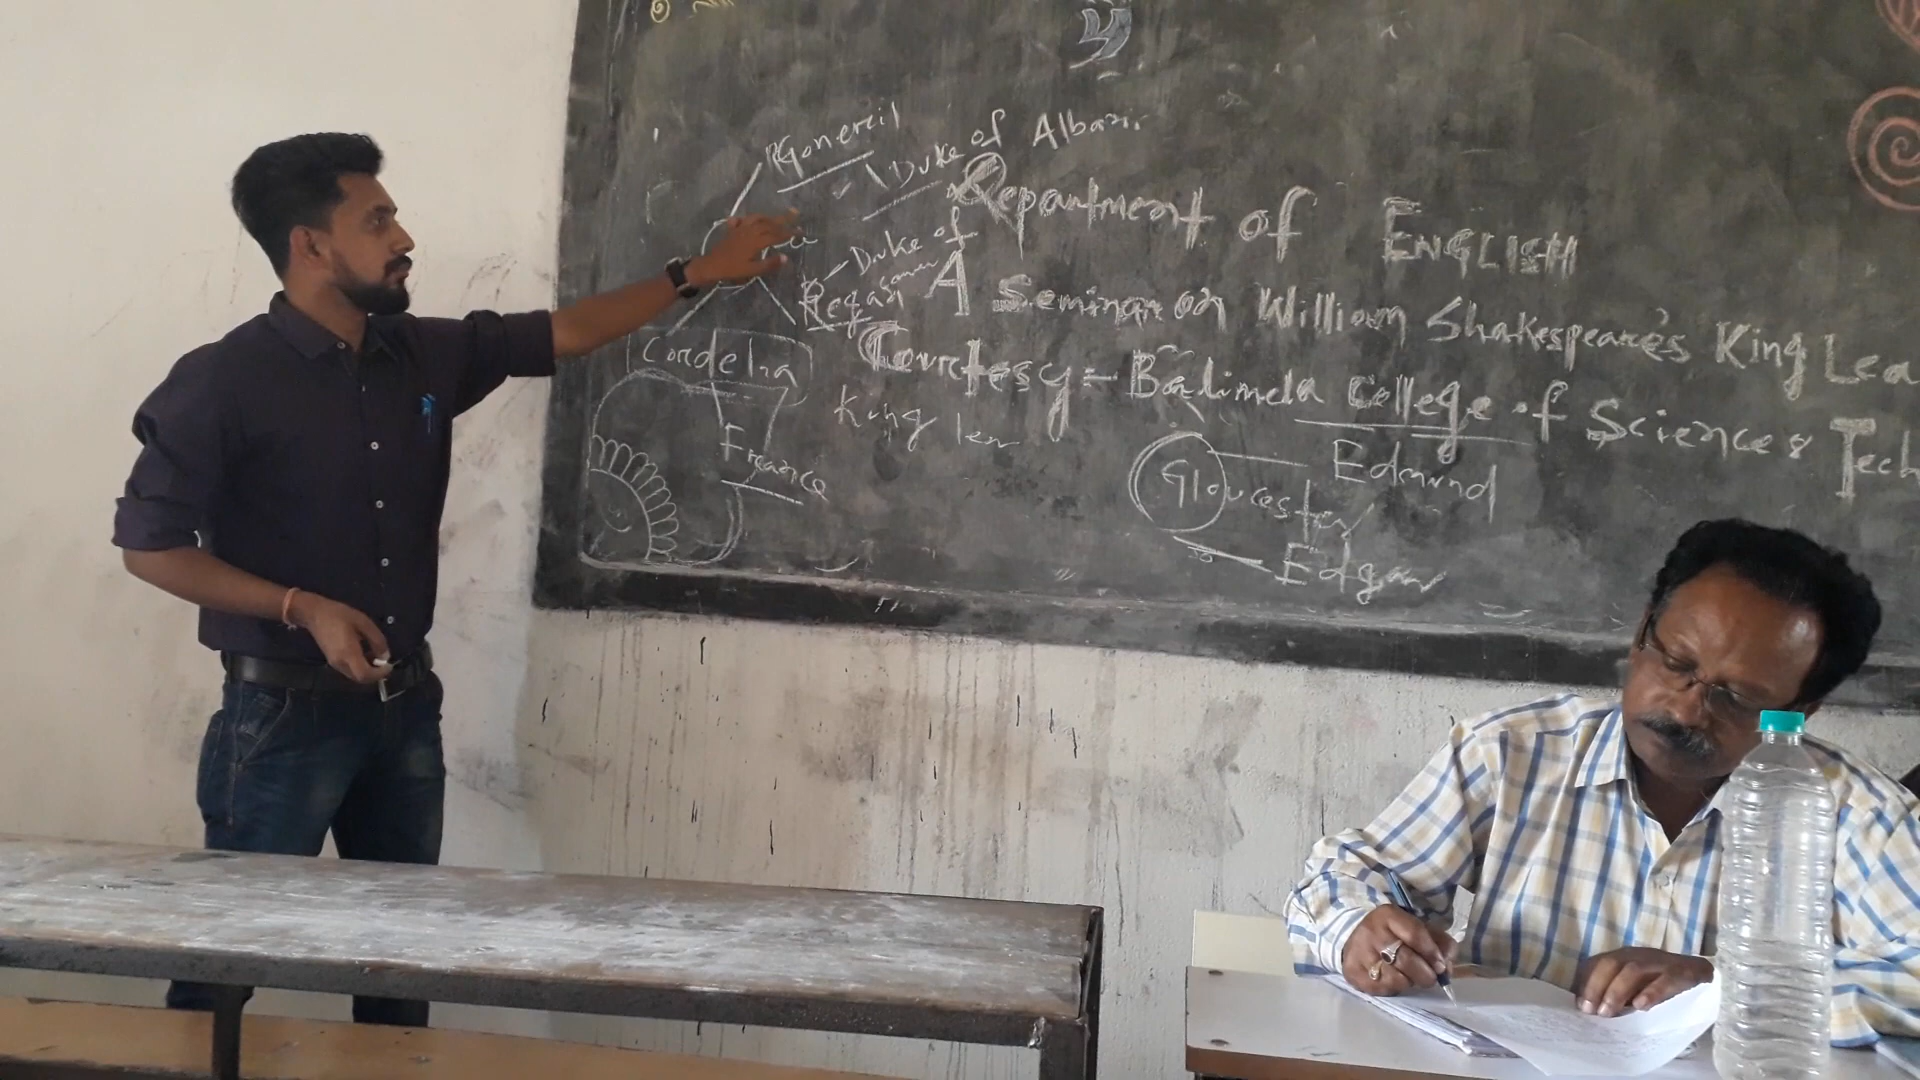 Goneril
Duke of Alban
Department of ENGLISH
Duke of
Regan
A Seminar on William Shakespeare's King Lea
Cordelia
Courtesy = Balimela College of Science & Tech
King lear
France
Gloucester
Edmund
Edgar